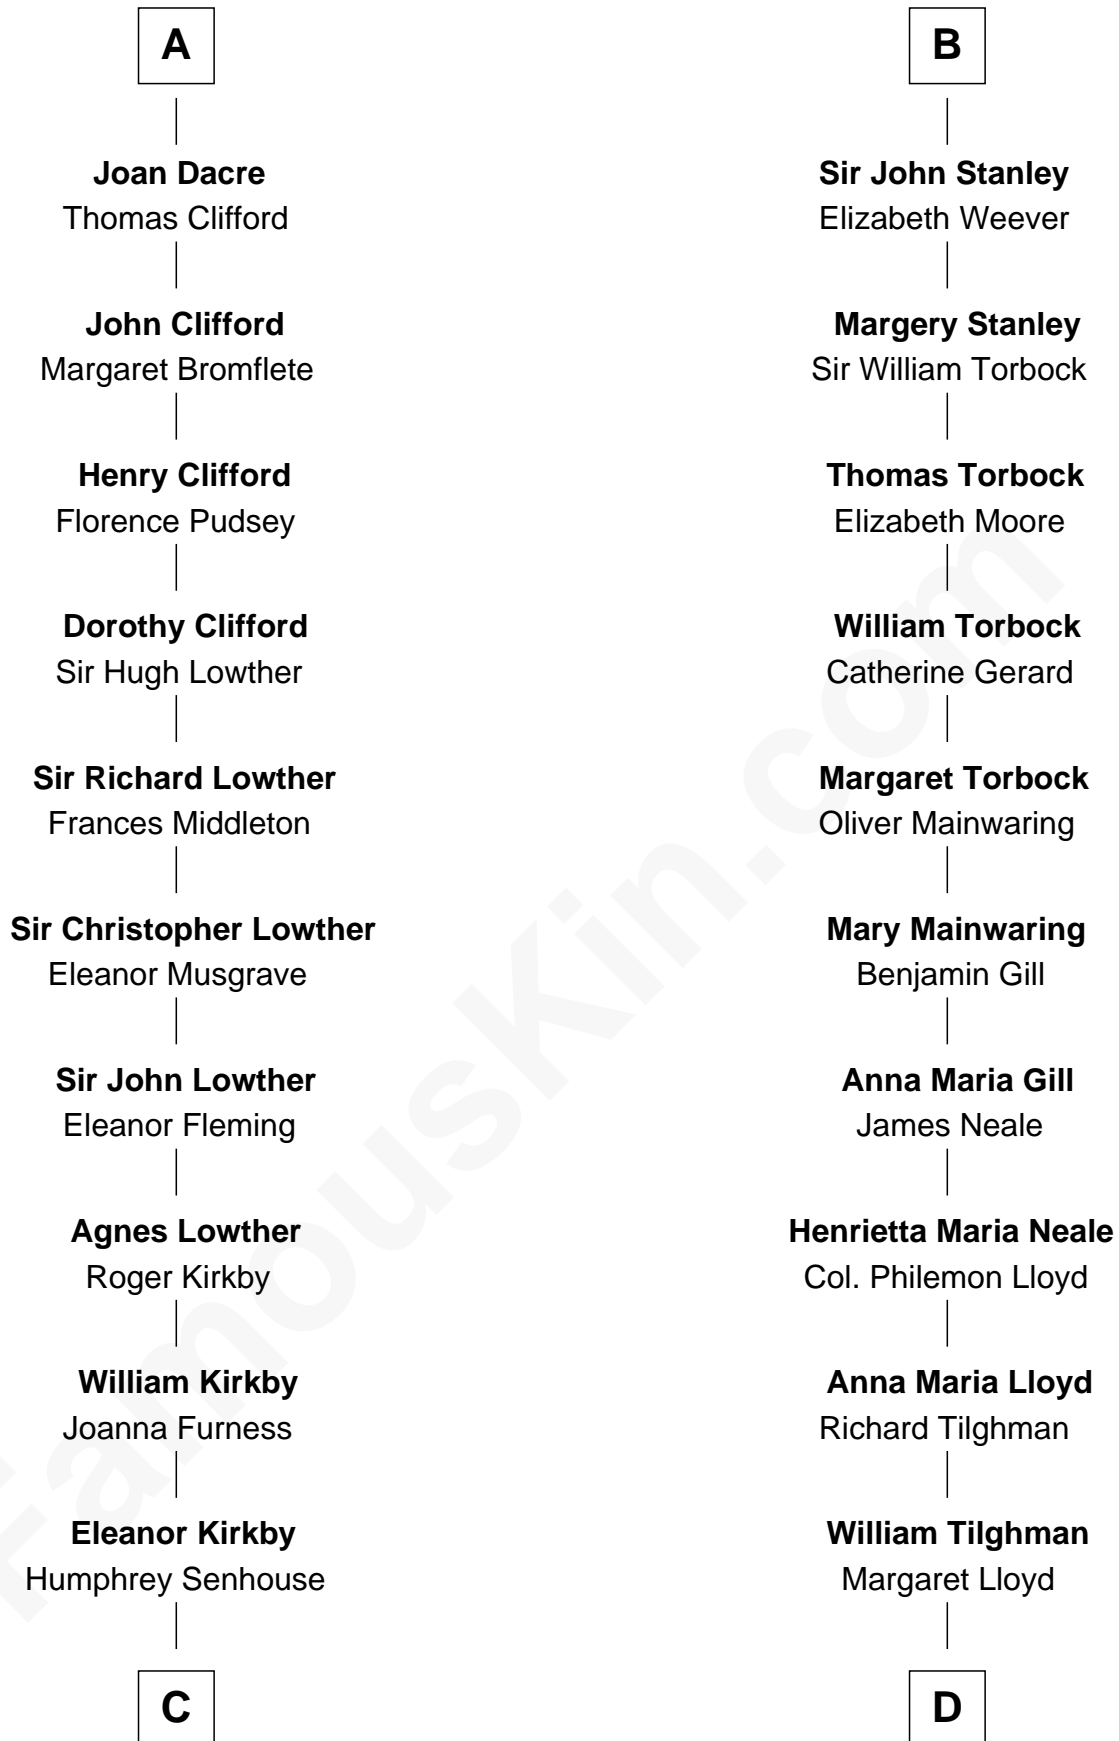 A
Joan Dacre
Thomas Clifford
John Clifford
Margaret Bromflete
Henry Clifford
Florence Pudsey
Dorothy Clifford
Sir Hugh Lowther
Sir Richard Lowther
Frances Middleton
Sir Christopher Lowther
Eleanor Musgrave
Sir John Lowther
Eleanor Fleming
Agnes Lowther
Roger Kirkby
William Kirkby
Joanna Furness
Eleanor Kirkby
Humphrey Senhouse
C
B
Sir John Stanley
Elizabeth Weever
Margery Stanley
Sir William Torbock
Thomas Torbock
Elizabeth Moore
William Torbock
Catherine Gerard
Margaret Torbock
Oliver Mainwaring
Mary Mainwaring
Benjamin Gill
Anna Maria Gill
James Neale
Henrietta Maria Neale
Col. Philemon Lloyd
Anna Maria Lloyd
Richard Tilghman
William Tilghman
Margaret Lloyd
D
FamousKin.com